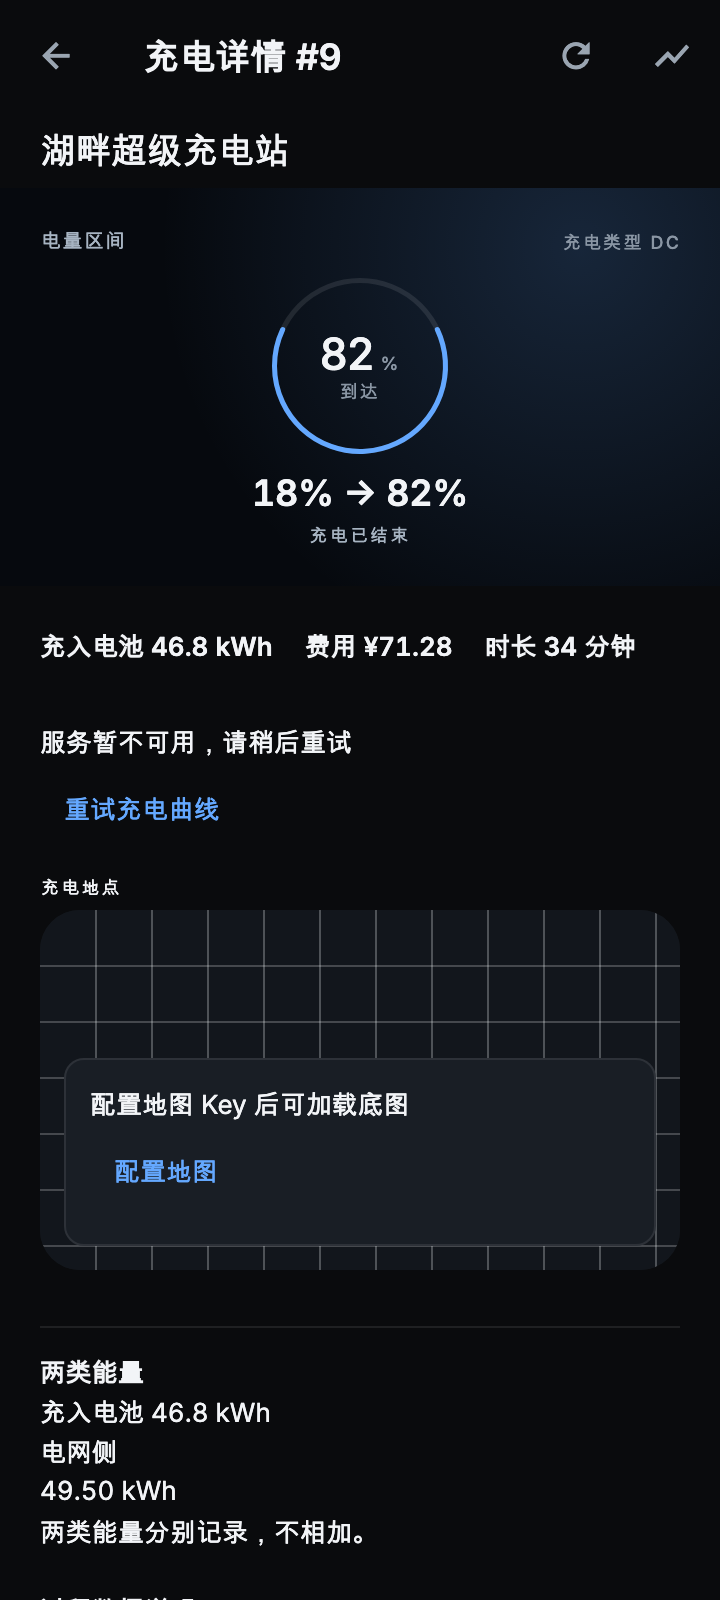 充电详情 #9
湖畔超级充电站
电量区间
充电类型 DC
82 %
到达
18% → 82%
充电已结束
充入电池 46.8 kWh 费用 ¥71.28 时长 34 分钟
服务暂不可用，请稍后重试
重试充电曲线
充电地点
配置地图 Key 后可加载底图
配置地图
两类能量
充入电池 46.8 kWh
电网侧
49.50 kWh
两类能量分别记录，不相加。